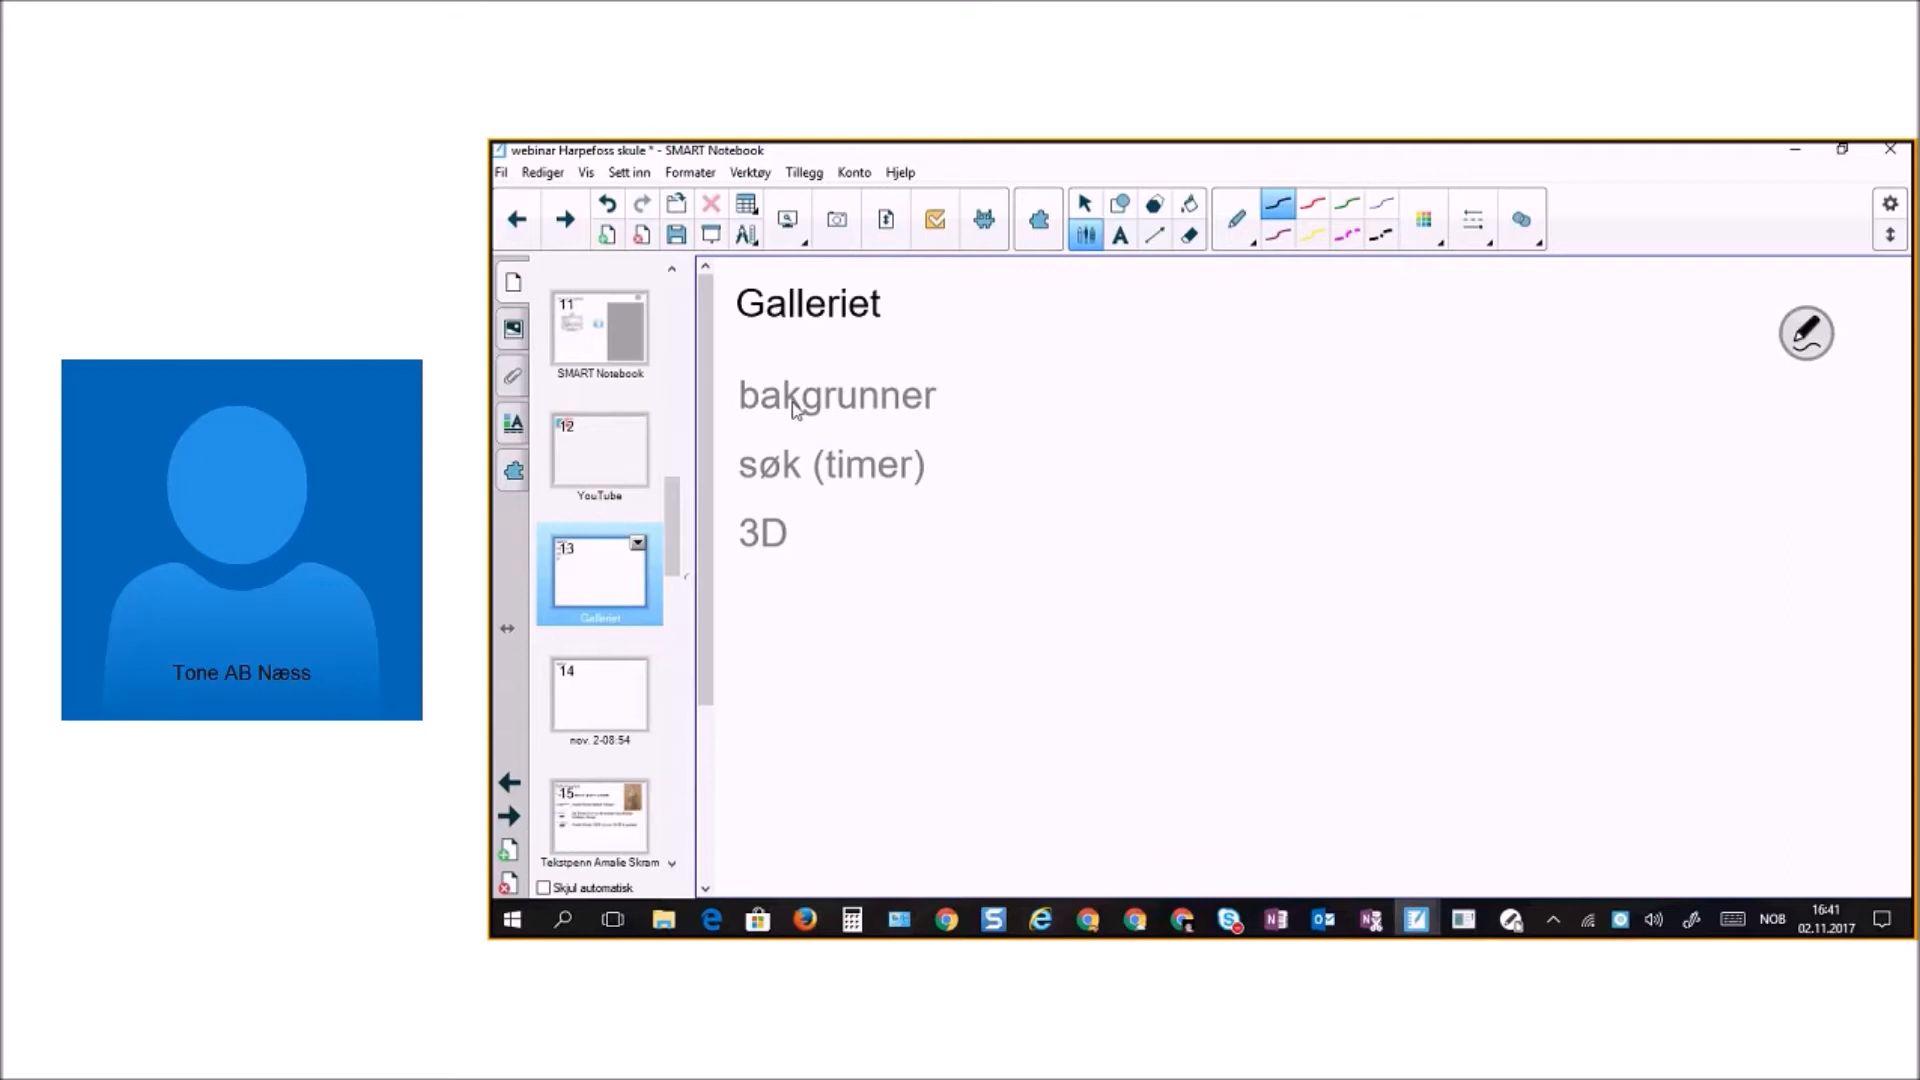 webinar Harpefoss skule * - SMART Notebook
Fil Rediger Vis Sett inn Formater Verktøy Tillegg Konto Hjelp
11
SMART Notebook
12
YouTube
13
Galleriet
14
nov. 2-08:54
15
Tekstpenn Amalie Skram
Skjul automatisk
Galleriet
bakgrunner
søk (timer)
3D
Tone AB Næss
NOB
16:41
02.11.2017